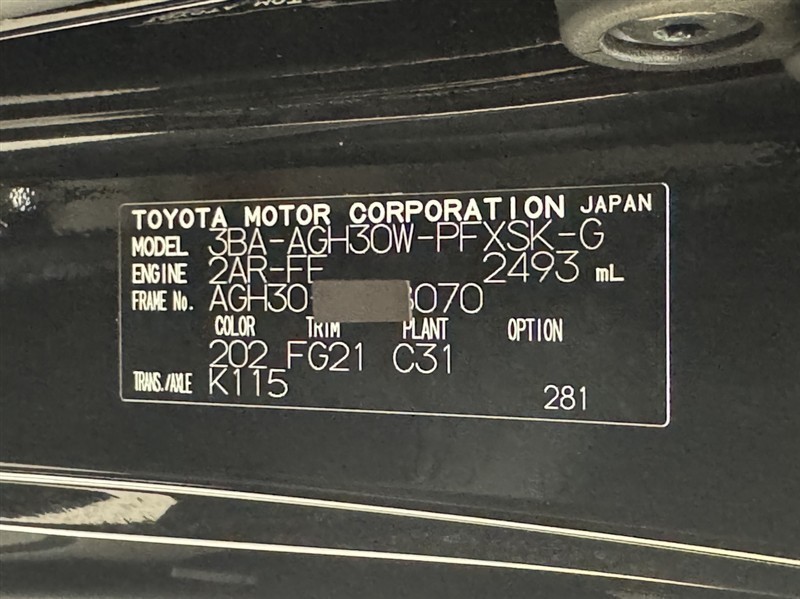 TOYOTA MOTOR CORPORATION JAPAN
MODEL 3BA-AGH30W-PFXSK-G
ENGINE 2AR-FE 2493 mL
FRAME No. AGH30 8070
COLOR TRIM PLANT OPTION
202 FG21 C31
TRANS./AXLE K115
281